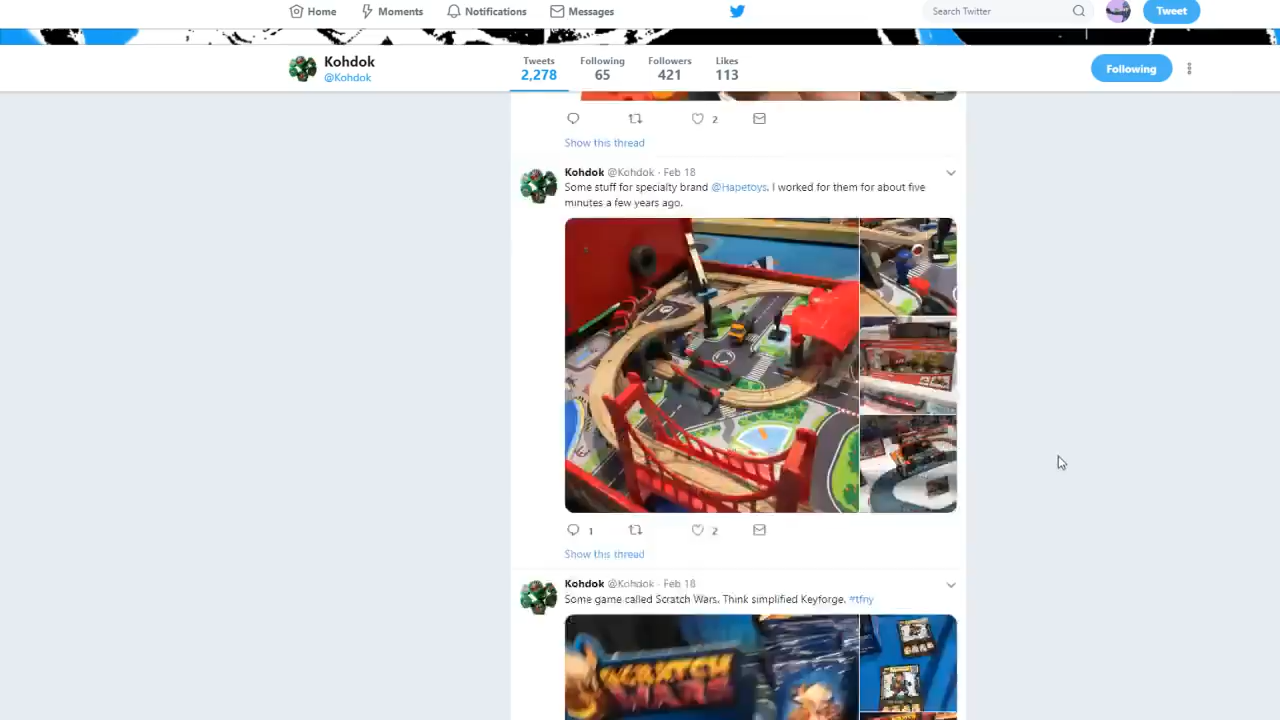 Home Moments Notifications Messages Search Twitter Tweet
Kohdok
@Kohdok
Tweets Following Followers Likes
2,278 65 421 113
Following
2
Show this thread
Kohdok @Kohdok · Feb 18
Some stuff for specialty brand @Hapetoys. I worked for them for about five
minutes a few years ago.
1 2
Show this thread
Kohdok @Kohdok · Feb 18
Some game called Scratch Wars. Think simplified Keyforge. #tfny
SCRATCH
WARS